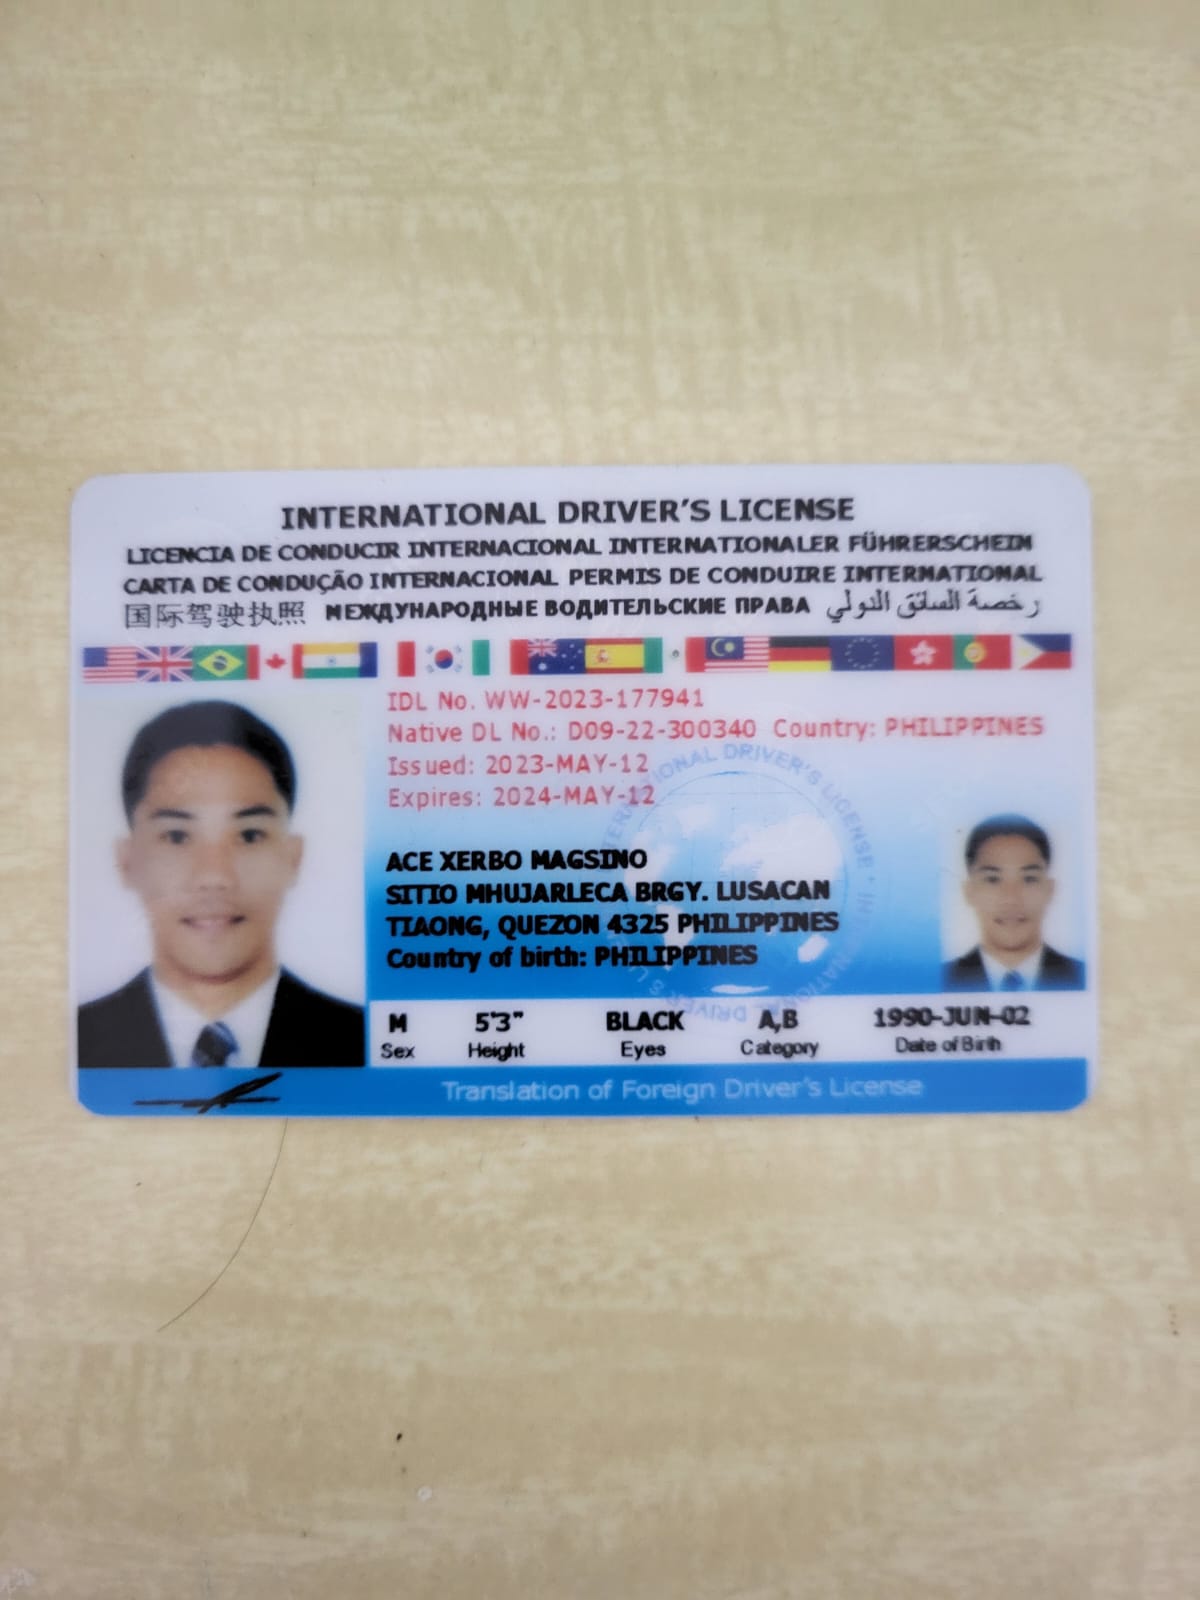 INTERNATIONAL DRIVER'S LICENSE
LICENCIA DE CONDUCIR INTERNACIONAL INTERNATIONALER FÜHRERSCHEIN
CARTA DE CONDUÇÃO INTERNACIONAL PERMIS DE CONDUIRE INTERNATIONAL
国际驾驶执照 МЕЖДУНАРОДНЫЕ ВОДИТЕЛЬСКИЕ ПРАВА رخصة السائق الدولي
IDL No. WW-2023-177941
Native DL No.: D09-22-300340 Country: PHILIPPINES
Issued: 2023-MAY-12
Expires: 2024-MAY-12
INTERNATIONAL DRIVER'S LICENSE
ACE XERBO MAGSINO
SITIO MHUJARLECA BRGY. LUSACAN
TIAONG, QUEZON 4325 PHILIPPINES
Country of birth: PHILIPPINES
M 5'3" BLACK A,B 1990-JUN-02
Sex Height Eyes Category Date of Birth
Translation of Foreign Driver's License